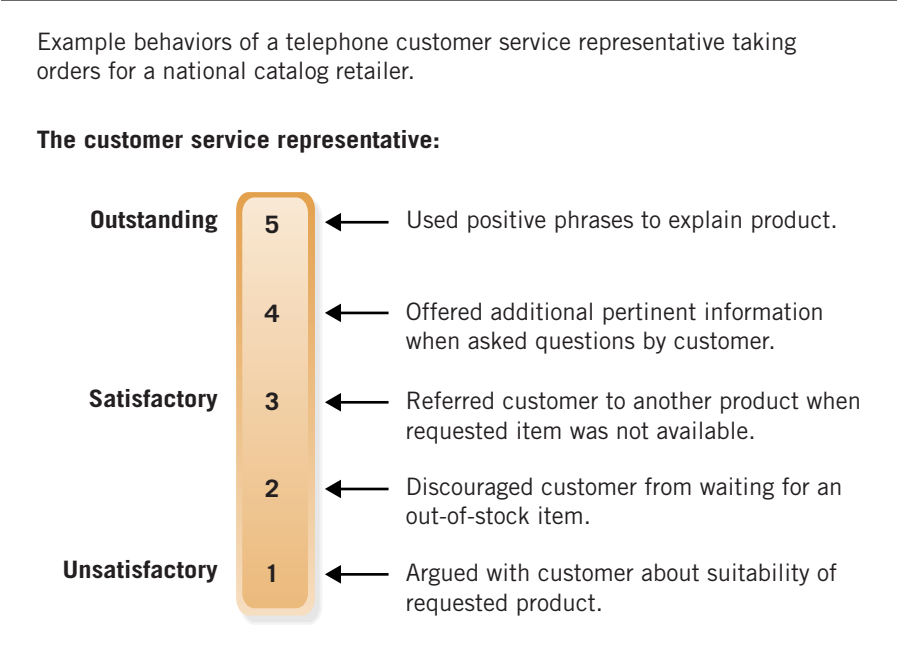 Example behaviors of a telephone customer service representative taking
orders for a national catalog retailer.
The customer service representative:
Outstanding 5 Used positive phrases to explain product.
4 Offered additional pertinent information
when asked questions by customer.
Satisfactory 3 Referred customer to another product when
requested item was not available.
2 Discouraged customer from waiting for an
out-of-stock item.
Unsatisfactory 1 Argued with customer about suitability of
requested product.